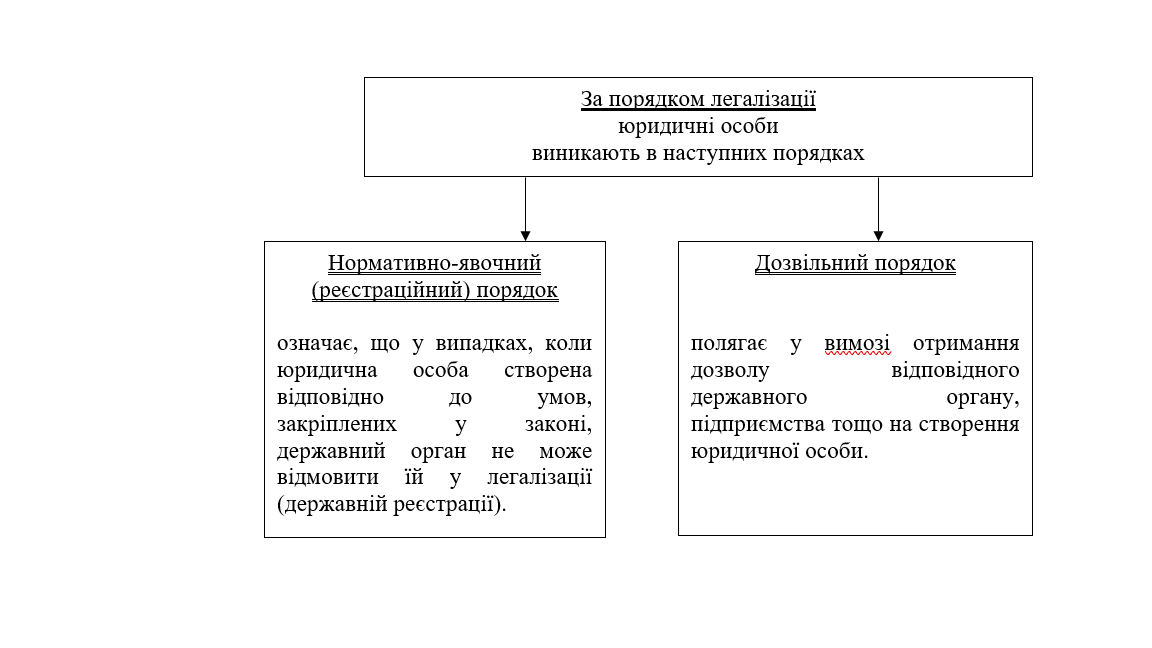 За порядком легалізації
юридичні особи
виникають в наступних порядках
Нормативно-явочний
(реєстраційний) порядок
означає, що у випадках, коли
юридична особа створена
відповідно до умов,
закріплених у законі,
державний орган не може
відмовити їй у легалізації
(державній реєстрації).
Дозвільний порядок
полягає у вимозі отримання
дозволу відповідного
державного органу,
підприємства тощо на створення
юридичної особи.